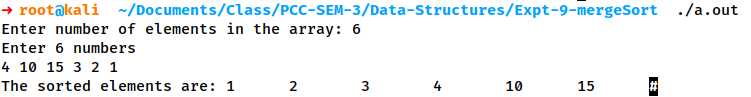 → root@kali ~/Documents/Class/PCC-SEM-3/Data-Structures/Expt-9-mergeSort ./a.out
Enter number of elements in the array: 6
Enter 6 numbers
4 10 15 3 2 1
The sorted elements are: 1 2 3 4 10 15 #